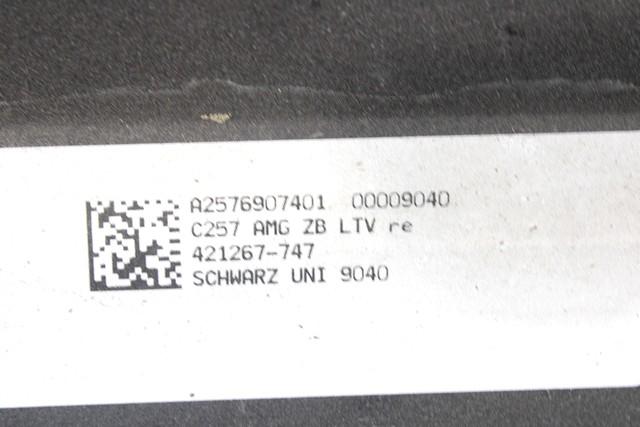 A2576907401 00009040
C257 AMG ZB LTV re
421267-747
SCHWARZ UNI 9040